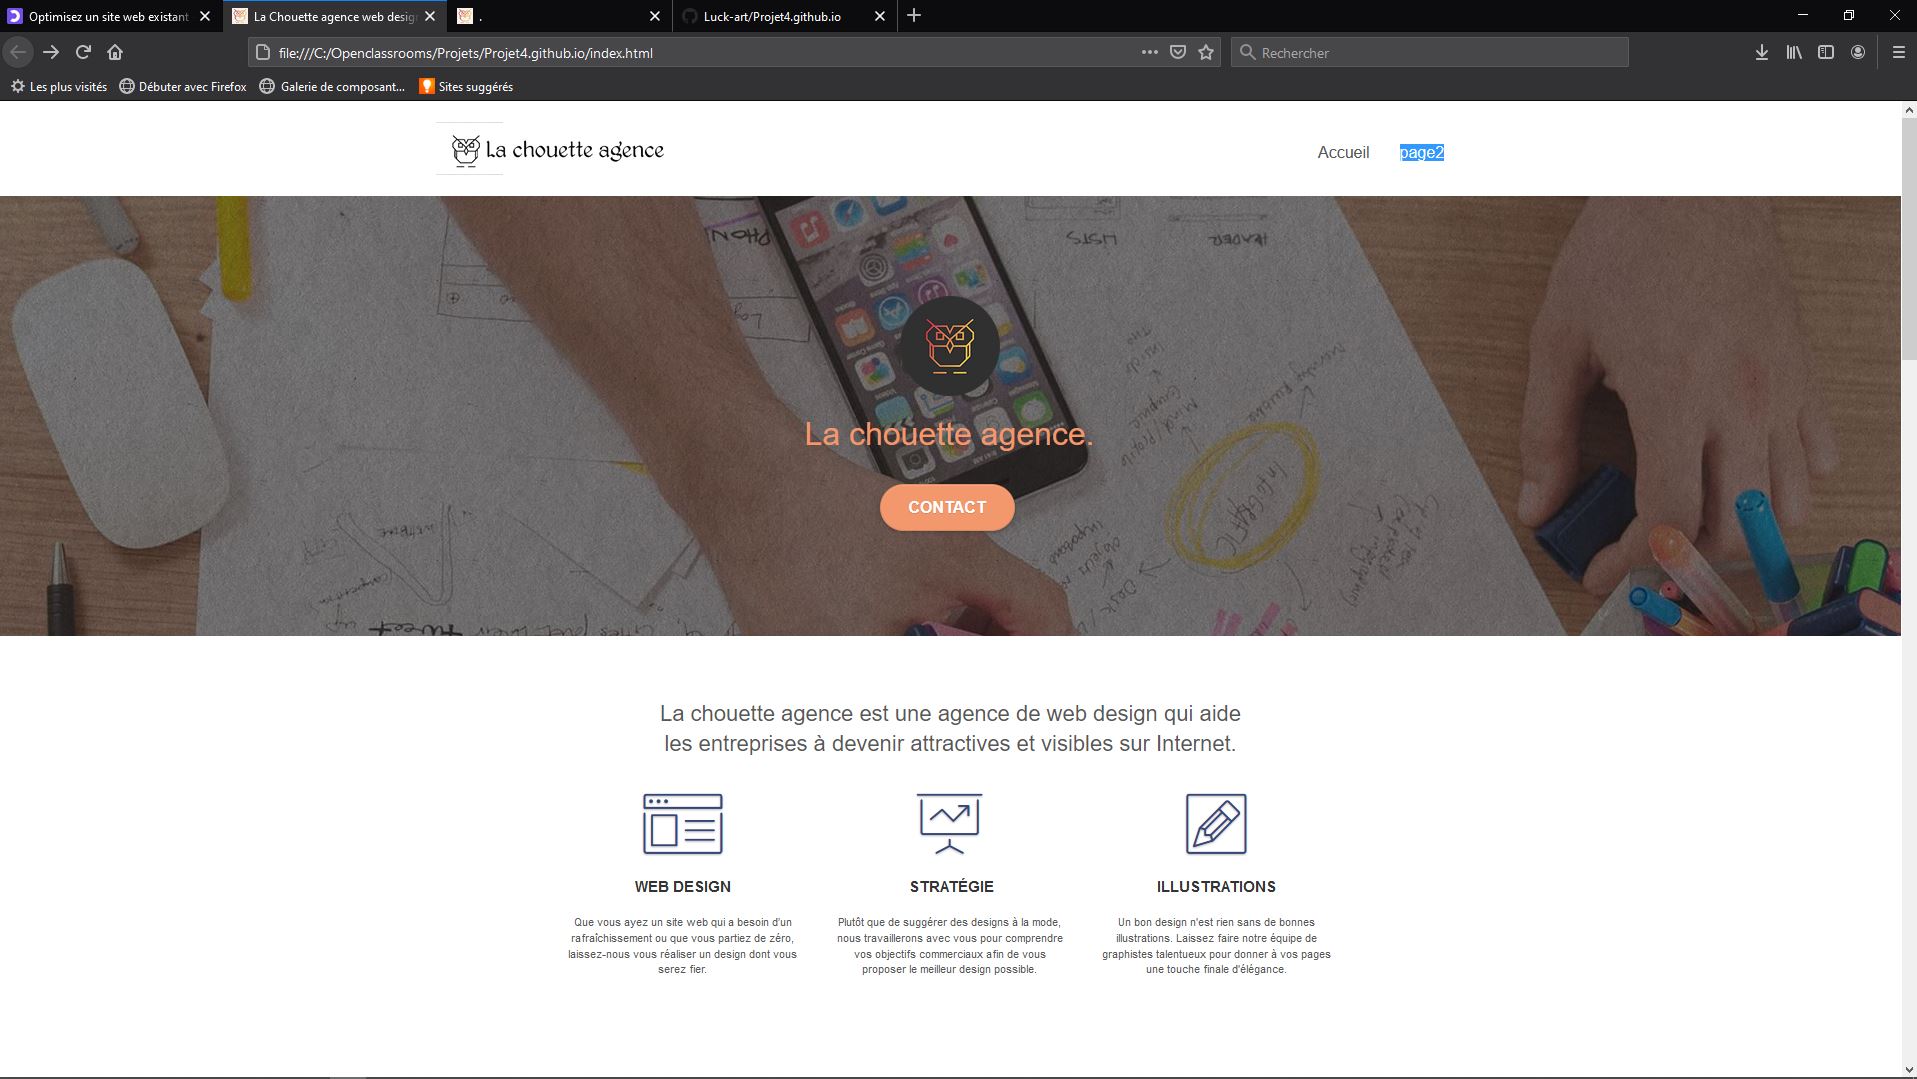 Optimisez un site web existant
La Chouette agence web design
.
Luck-art/Projet4.github.io
file:///C:/Openclassrooms/Projets/Projet4.github.io/index.html
Rechercher
Les plus visités
Débuter avec Firefox
Galerie de composant...
Sites suggérés
La chouette agence
Accueil
page2
La chouette agence.
CONTACT
La chouette agence est une agence de web design qui aide
les entreprises à devenir attractives et visibles sur Internet.
WEB DESIGN
Que vous ayez un site web qui a besoin d'un
rafraîchissement ou que vous partiez de zéro,
laissez-nous vous réaliser un design dont vous
serez fier.
STRATÉGIE
Plutôt que de suggérer des designs à la mode,
nous travaillerons avec vous pour comprendre
vos objectifs commerciaux afin de vous
proposer le meilleur design possible.
ILLUSTRATIONS
Un bon design n'est rien sans de bonnes
illustrations. Laissez faire notre équipe de
graphistes talentueux pour donner à vos pages
une touche finale d'élégance.